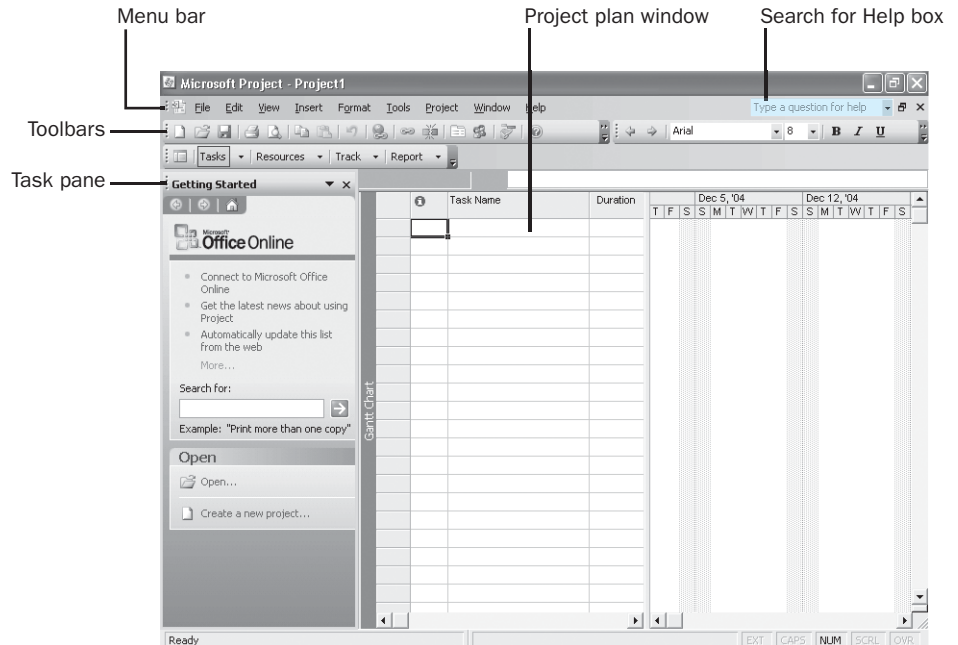 Menu bar
Project plan window
Search for Help box
Microsoft Project - Project1
File Edit View Insert Format Tools Project Window Help
Type a question for help
Toolbars
Arial 8 B I U
Tasks Resources Track Report
Task pane
Getting Started
Task Name Duration
Dec 5, '04 Dec 12, '04
T F S S M T W T F S S M T W T F S
Microsoft
Office Online
Connect to Microsoft Office
Online
Get the latest news about using
Project
Automatically update this list
from the web
More...
Search for:
Example: "Print more than one copy"
Gantt Chart
Open
Open...
Create a new project...
Ready
EXT CAPS NUM SCRL OVR